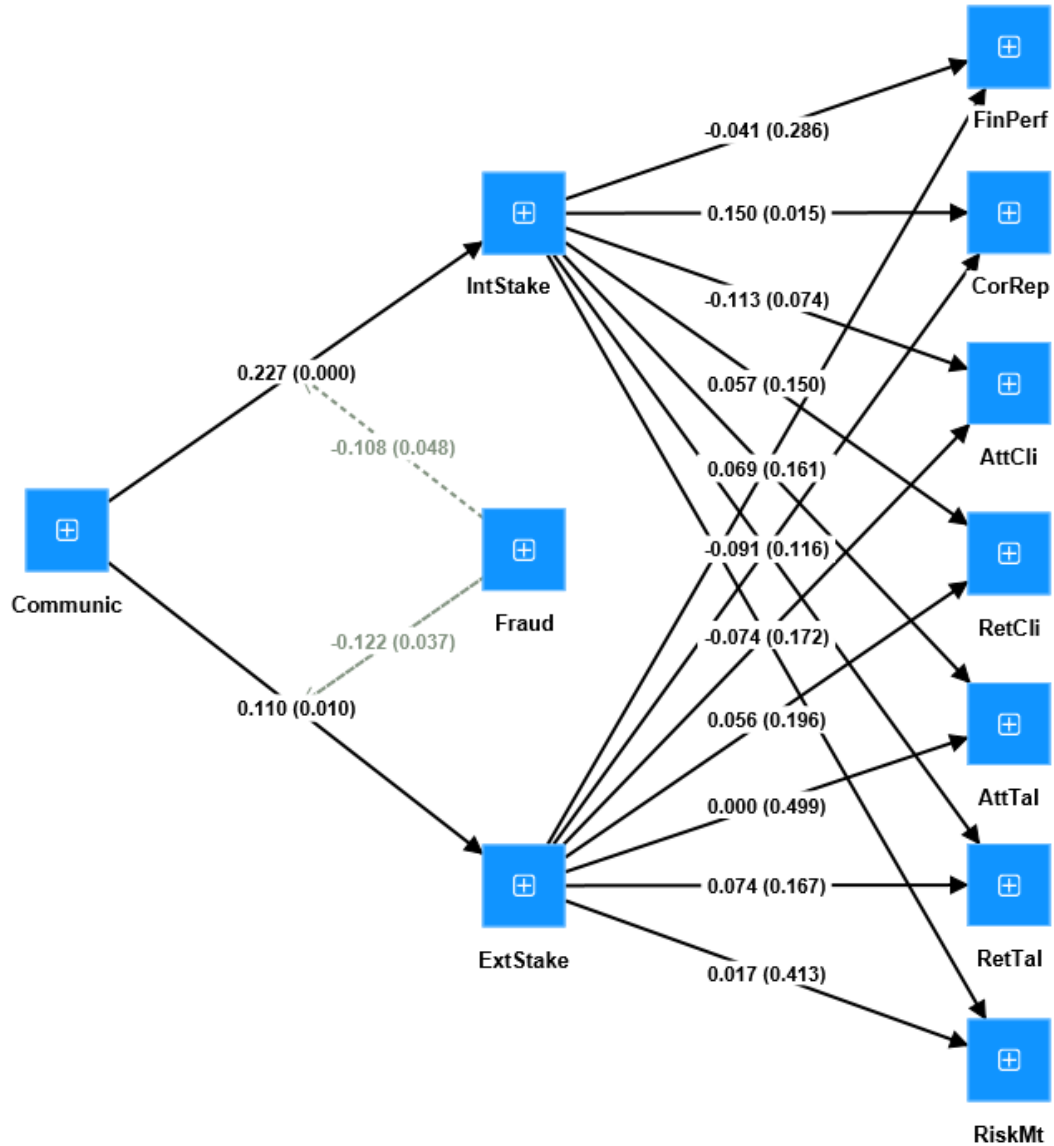 FinPerf
-0.041 (0.286)
0.150 (0.015)
CorRep
IntStake
-0.113 (0.074)
0.227 (0.000)
0.057 (0.150)
-0.108 (0.048)
AttCli
0.069 (0.161)
-0.091 (0.116)
Communic
Fraud
RetCli
-0.122 (0.037)
-0.074 (0.172)
0.110 (0.010)
0.056 (0.196)
AttTal
0.000 (0.499)
0.074 (0.167)
ExtStake
RetTal
0.017 (0.413)
RiskMt